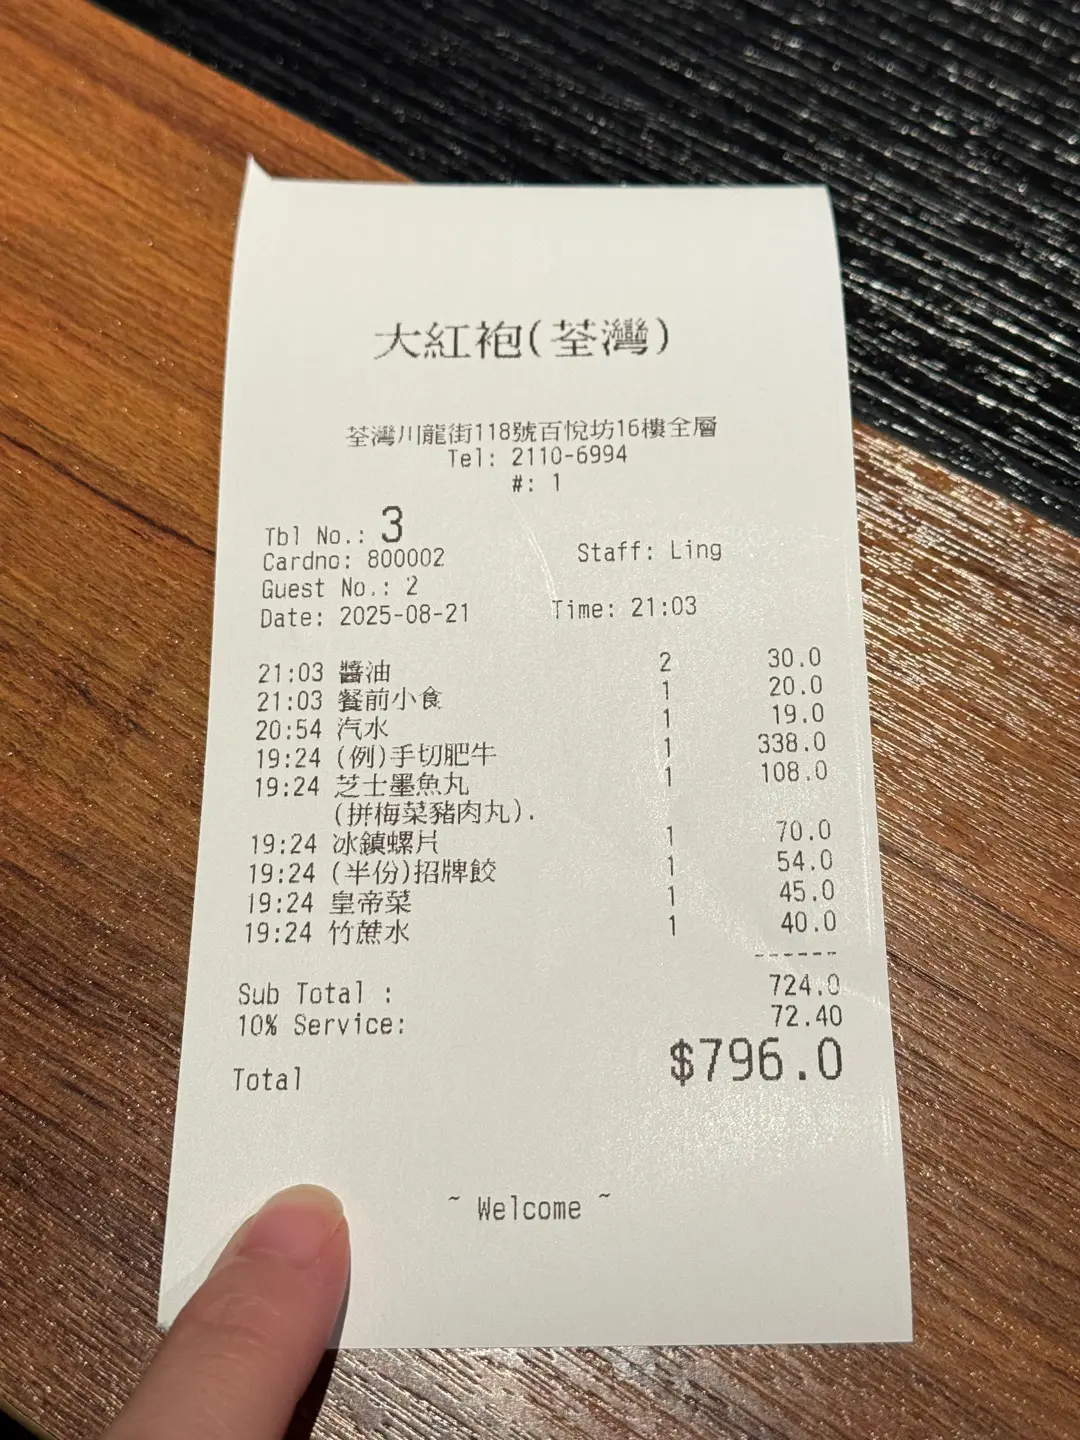 大紅袍(荃灣)
荃灣川龍街118號百悅坊16樓全層
Tel: 2110-6994
#: 1
Tbl No.: 3
Cardno: 800002 Staff: Ling
Guest No.: 2
Date: 2025-08-21 Time: 21:03
21:03 醬油 2 30.0
21:03 餐前小食 1 20.0
20:54 汽水 1 19.0
19:24 (例)手切肥牛 1 338.0
19:24 芝士墨魚丸 1 108.0
(拼梅菜豬肉丸).
19:24 冰鎮螺片 1 70.0
19:24 (半份)招牌餃 1 54.0
19:24 皇帝菜 1 45.0
19:24 竹蔗水 1 40.0
------
Sub Total : 724.0
10% Service: 72.40
Total $796.0
~ Welcome ~